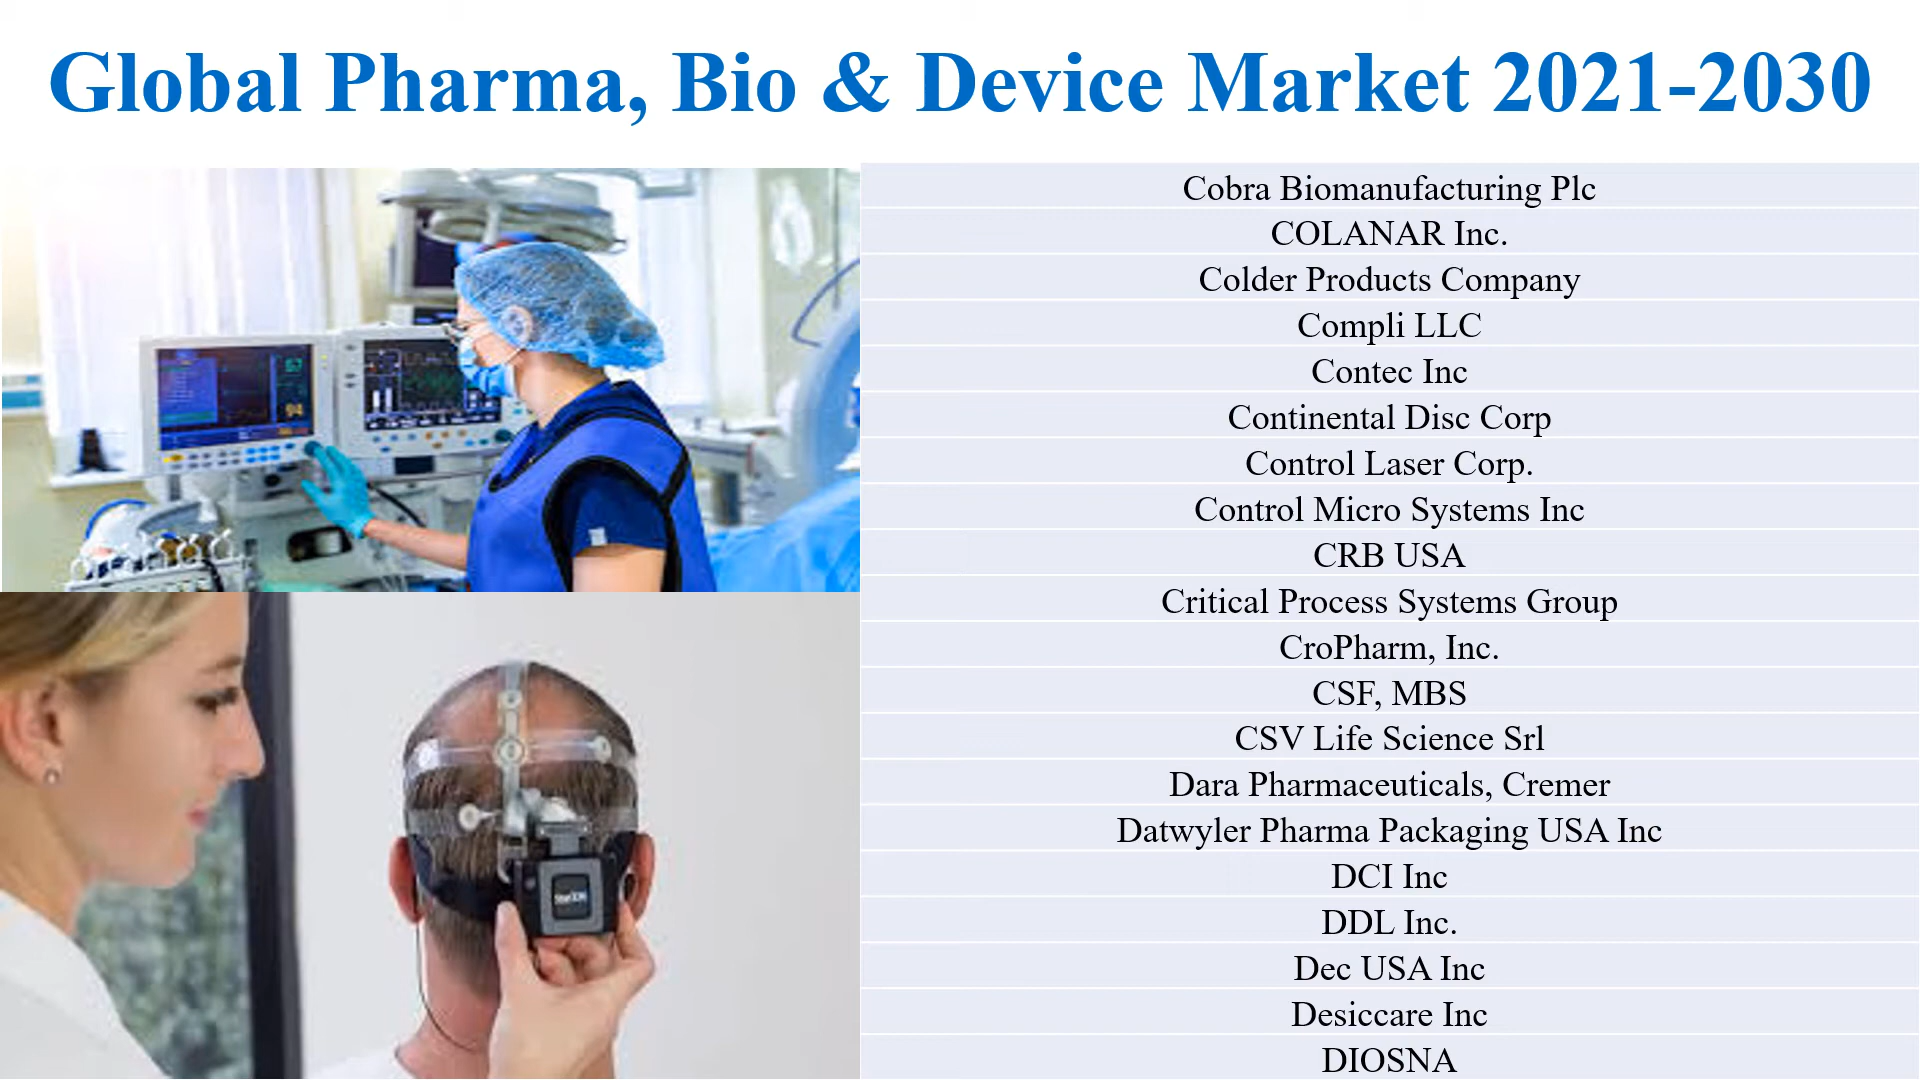 Global Pharma, Bio & Device Market 2021-2030
Cobra Biomanufacturing Plc
COLANAR Inc.
Colder Products Company
Compli LLC
Contec Inc
Continental Disc Corp
Control Laser Corp.
Control Micro Systems Inc
CRB USA
Critical Process Systems Group
CroPharm, Inc.
CSF, MBS
CSV Life Science Srl
Dara Pharmaceuticals, Cremer
Datwyler Pharma Packaging USA Inc
DCI Inc
DDL Inc.
Dec USA Inc
Desiccare Inc
DIOSNA
57
94